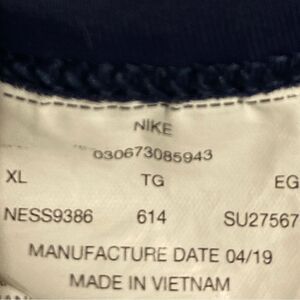 NIKE
030673085943
XL TG EG
NESS9386 614 SU27567
MANUFACTURE DATE 04/19
MADE IN VIETNAM